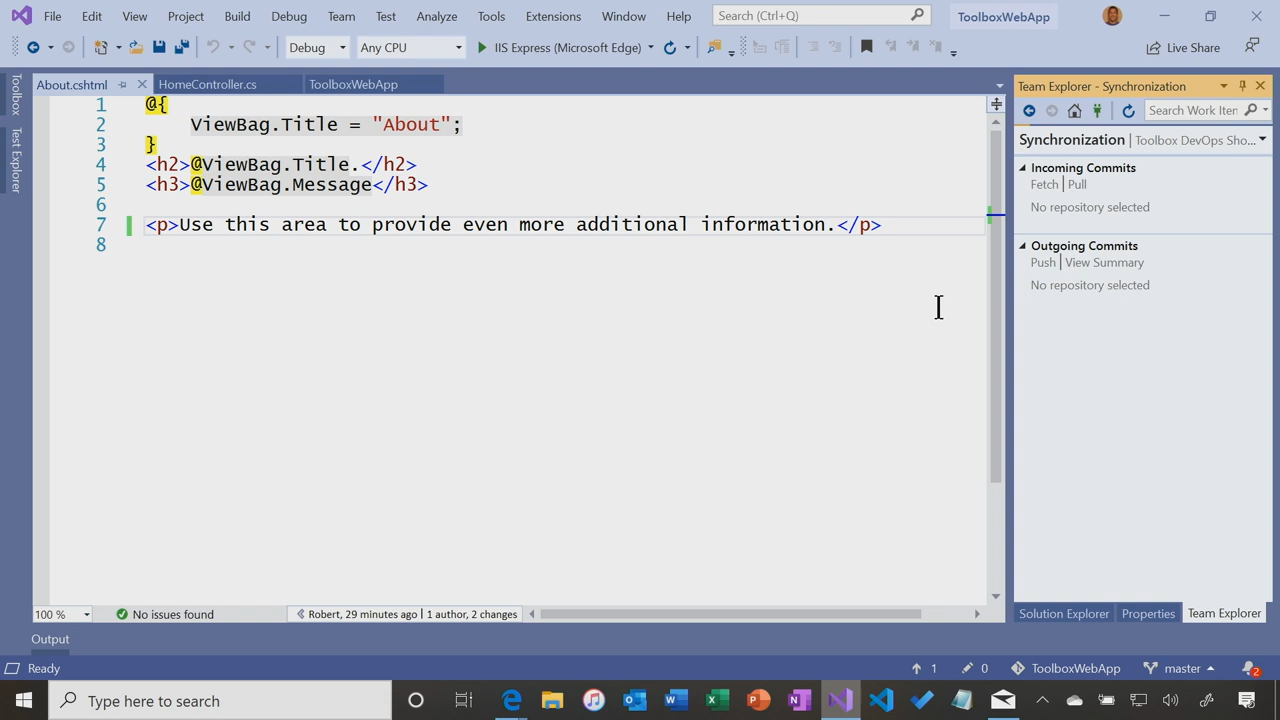 File Edit View Project Build Debug Team Test Analyze Tools Extensions Window Help Search (Ctrl+Q) ToolboxWebApp
Debug Any CPU IIS Express (Microsoft Edge) Live Share
Toolbox
Test Explorer
About.cshtml HomeController.cs ToolboxWebApp
1 @{
2 ViewBag.Title = "About";
3 }
4 <h2>@ViewBag.Title.</h2>
5 <h3>@ViewBag.Message</h3>
6
7 <p>Use this area to provide even more additional information.</p>
8
100 % No issues found Robert, 29 minutes ago | 1 author, 2 changes
Team Explorer - Synchronization
Search Work Iten
Synchronization | Toolbox DevOps Sho...
Incoming Commits
Fetch | Pull
No repository selected
Outgoing Commits
Push | View Summary
No repository selected
Solution Explorer Properties Team Explorer
Output
Ready 1 0 ToolboxWebApp master 2
Type here to search